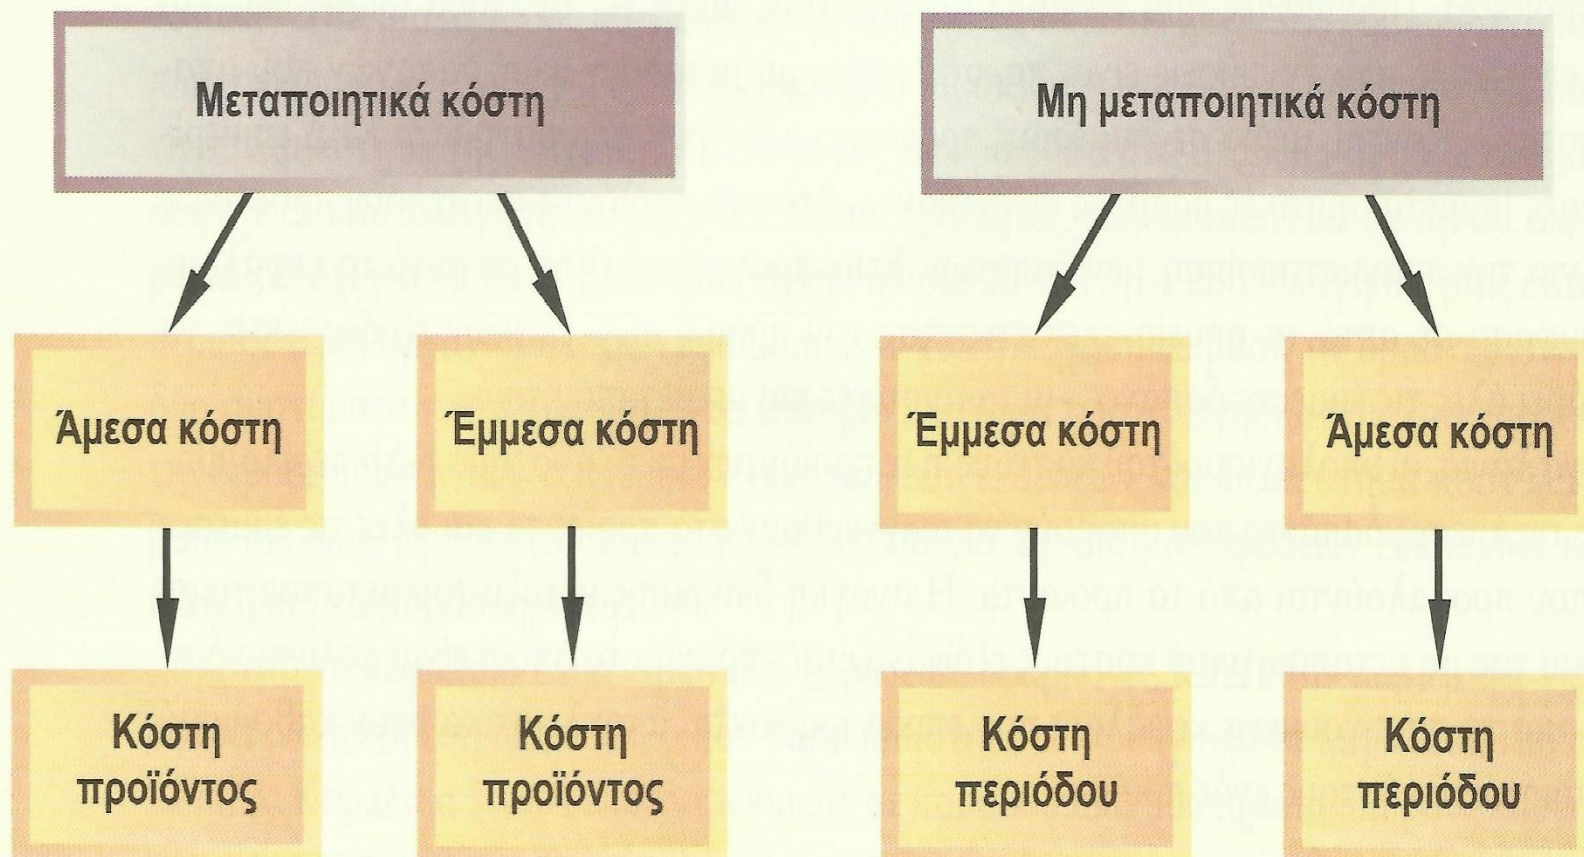 Μεταποιητικά κόστη
Μη μεταποιητικά κόστη
Άμεσα κόστη
Έμμεσα κόστη
Έμμεσα κόστη
Άμεσα κόστη
Κόστη
προϊόντος
Κόστη
προϊόντος
Κόστη
περιόδου
Κόστη
περιόδου